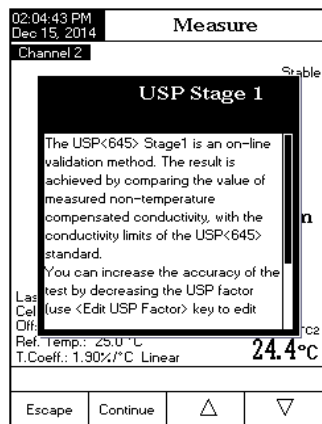 02:04:43 PM
Dec 15, 2014
Measure
Channel 2
Stable
USP Stage 1
The USP<645> Stage1 is an on-line
validation method. The result is
achieved by comparing the value of
measured non-temperature
compensated conductivity, with the
conductivity limits of the USP<645>
standard.
You can increase the accuracy of the
test by decreasing the USP factor
(use <Edit USP Factor> key to edit
n
Las
Cel
Off:
Ref. Temp.: 25.0°C
T.Coeff.: 1.90%/°C Linear
24.4°C
Escape
Continue